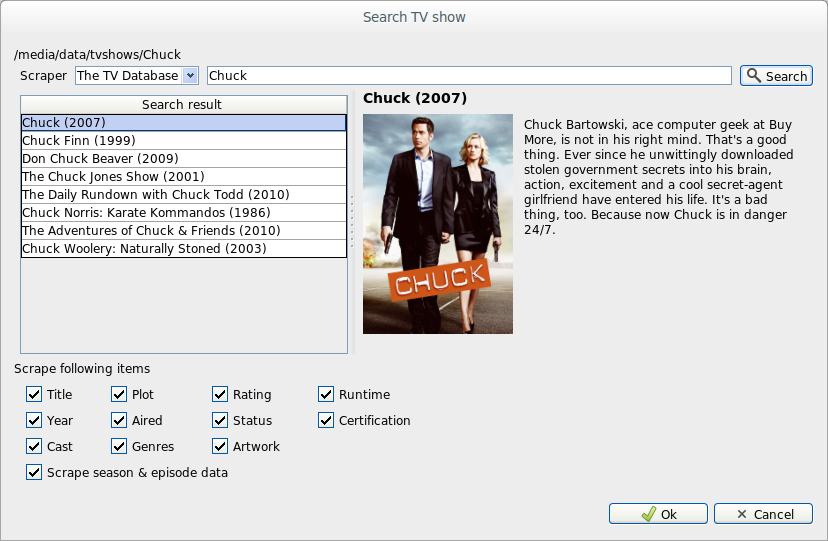 Search TV show
/media/data/tvshows/Chuck
Scraper The TV Database Chuck Search
Search result
Chuck (2007)
Chuck Finn (1999)
Don Chuck Beaver (2009)
The Chuck Jones Show (2001)
The Daily Rundown with Chuck Todd (2010)
Chuck Norris: Karate Kommandos (1986)
The Adventures of Chuck & Friends (2010)
Chuck Woolery: Naturally Stoned (2003)
Chuck (2007)
CHUCK
Chuck Bartowski, ace computer geek at Buy
More, is not in his right mind. That's a good
thing. Ever since he unwittingly downloaded
stolen government secrets into his brain,
action, excitement and a cool secret-agent
girlfriend have entered his life. It's a bad
thing, too. Because now Chuck is in danger
24/7.
Scrape following items
Title Plot Rating Runtime
Year Aired Status Certification
Cast Genres Artwork
Scrape season & episode data
Ok Cancel